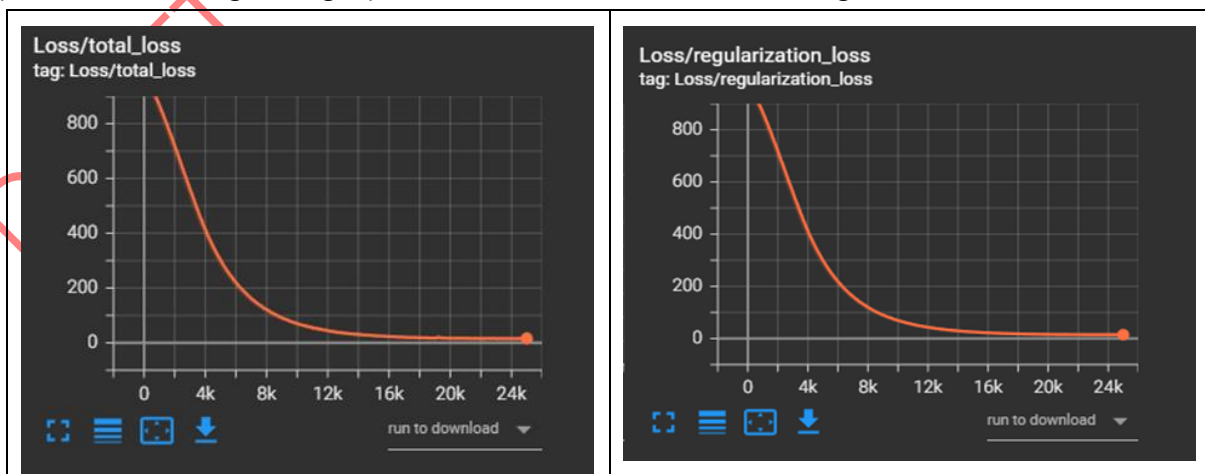 Loss/total_loss
tag: Loss/total_loss
800
600
400
200
0
0 4k 8k 12k 16k 20k 24k
run to download
Loss/regularization_loss
tag: Loss/regularization_loss
800
600
400
200
0
0 4k 8k 12k 16k 20k 24k
run to download